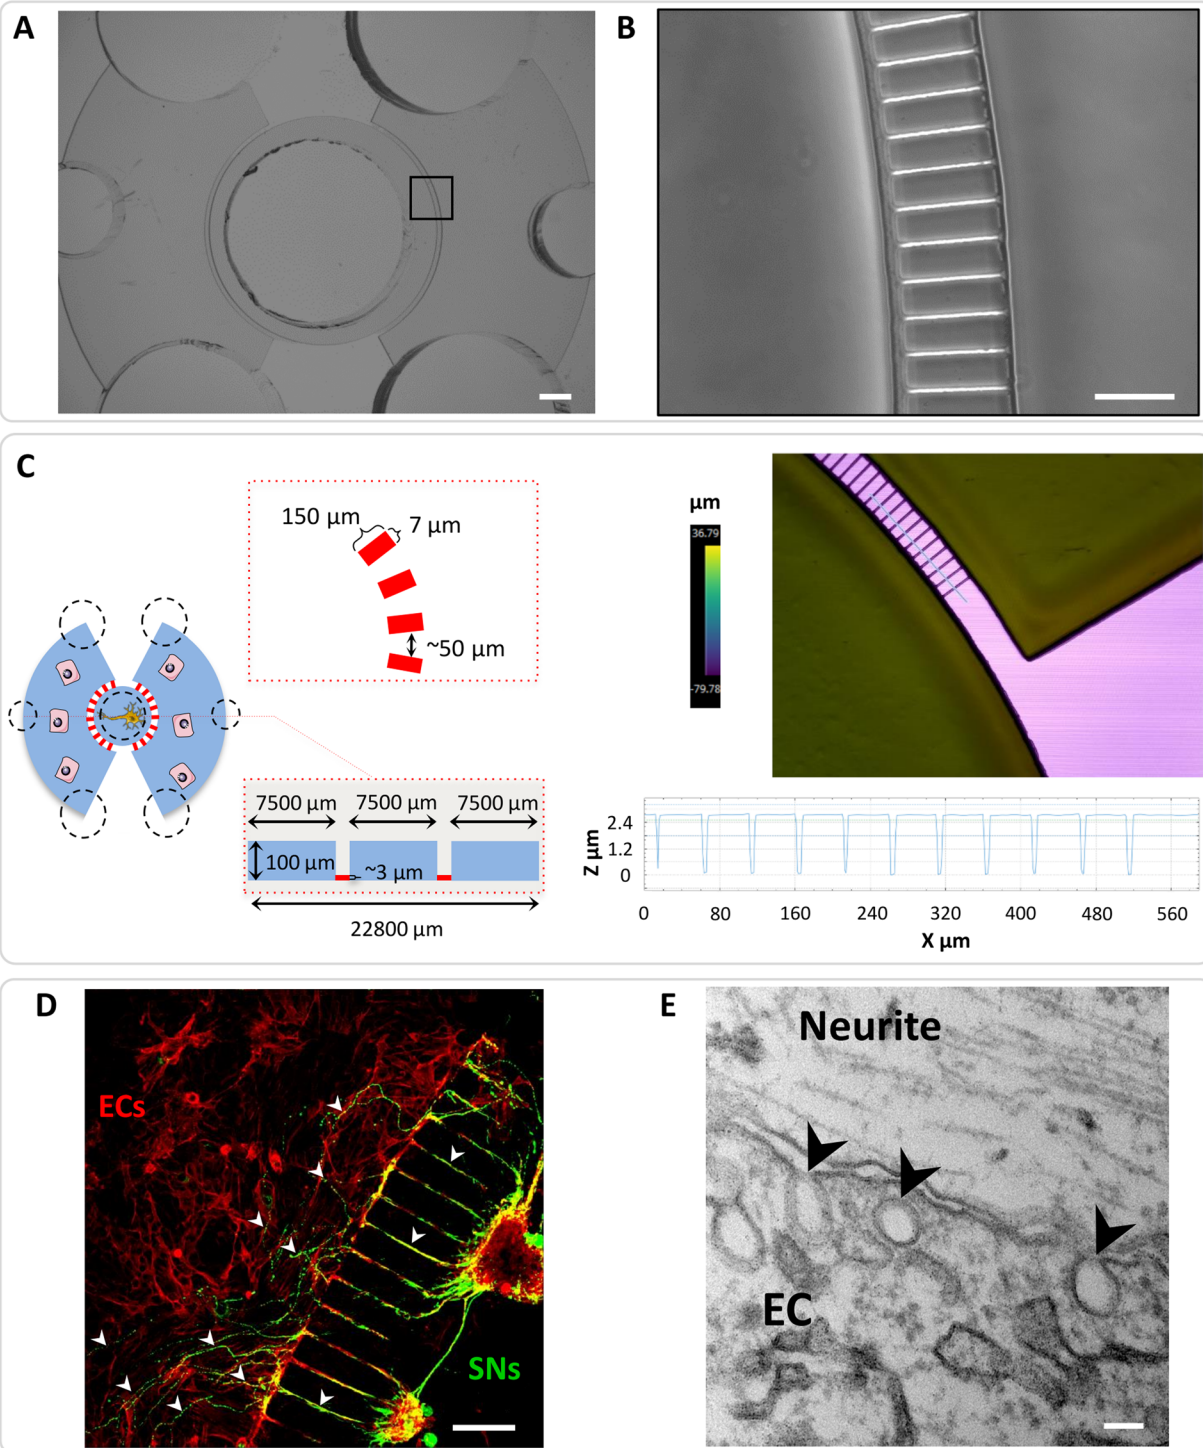 A
B
C
150 µm
7 µm
~50 µm
7500 µm
7500 µm
7500 µm
100 µm
~3 µm
22800 µm
µm
36.79
-79.78
Z µm
2.4
1.2
0
0
80
160
240
320
400
480
560
X µm
D
ECs
SNs
E
Neurite
EC